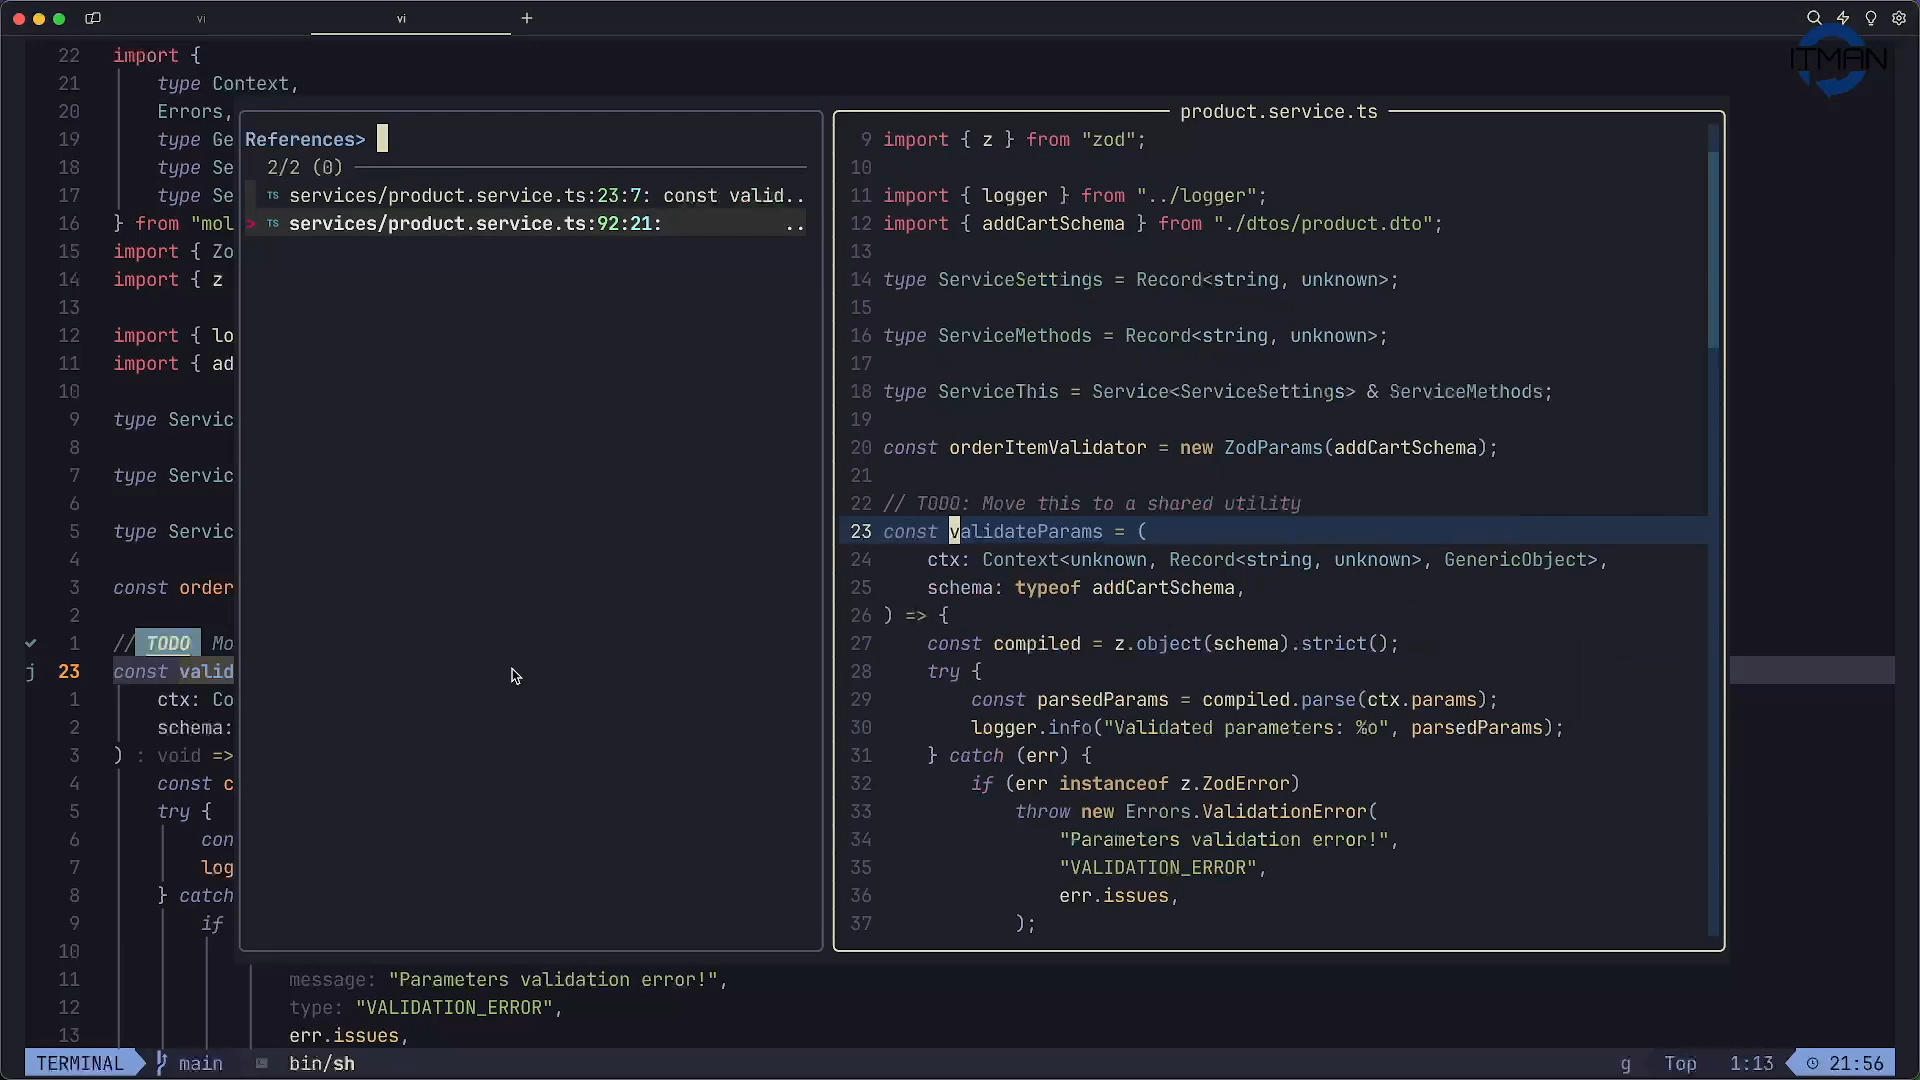 vi
vi
+
ITMAN
22 import {
21 type Context,
20 Errors,
19 type Ge
18 type Se
17 type Se
16 } from "mol
15 import { Zo
14 import { z
13
12 import { lo
11 import { ad
10
9 type Servic
8
7 type Servic
6
5 type Servic
4
3 const order
2
1 // TODO Mo
j 23 const valid
1 ctx: Co
2 schema:
3 ) : void =>
4 const c
5 try {
6 con
7 log
8 } catch
9 if
10
11 message: "Parameters validation error!",
12 type: "VALIDATION_ERROR",
13 err.issues,
References>
2/2 (0)
TS services/product.service.ts:23:7: const valid..
> TS services/product.service.ts:92:21: ..
product.service.ts
9 import { z } from "zod";
10
11 import { logger } from "../logger";
12 import { addCartSchema } from "./dtos/product.dto";
13
14 type ServiceSettings = Record<string, unknown>;
15
16 type ServiceMethods = Record<string, unknown>;
17
18 type ServiceThis = Service<ServiceSettings> & ServiceMethods;
19
20 const orderItemValidator = new ZodParams(addCartSchema);
21
22 // TODO: Move this to a shared utility
23 const validateParams = (
24 ctx: Context<unknown, Record<string, unknown>, GenericObject>,
25 schema: typeof addCartSchema,
26 ) => {
27 const compiled = z.object(schema).strict();
28 try {
29 const parsedParams = compiled.parse(ctx.params);
30 logger.info("Validated parameters: %o", parsedParams);
31 } catch (err) {
32 if (err instanceof z.ZodError)
33 throw new Errors.ValidationError(
34 "Parameters validation error!",
35 "VALIDATION_ERROR",
36 err.issues,
37 );
TERMINAL main bin/sh g Top 1:13 21:56